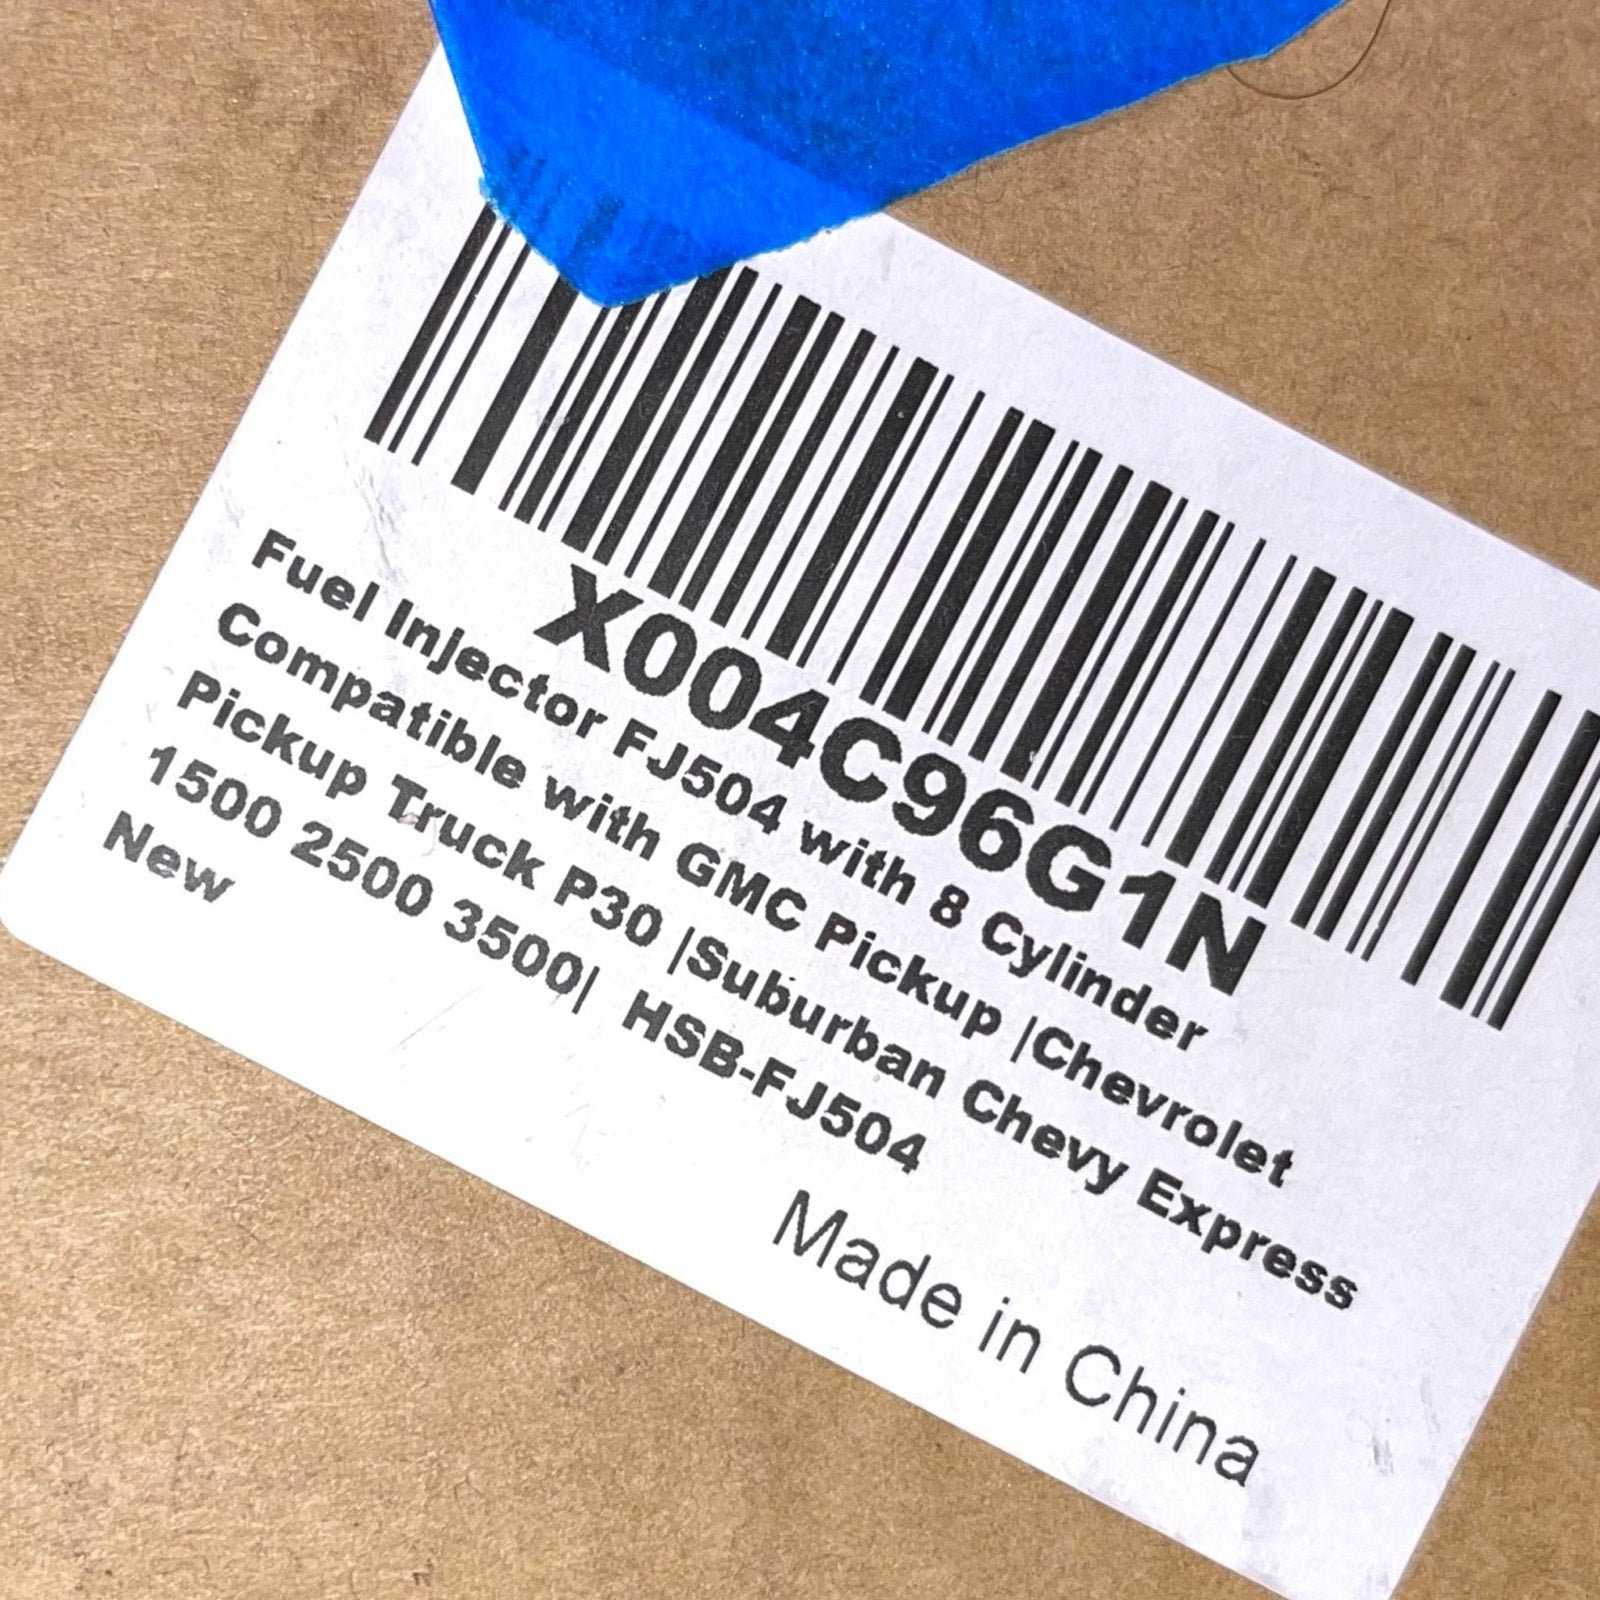 X004C96G1N
Fuel Injector FJ504 with 8 Cylinder
Compatible with GMC Pickup |Chevrolet
Pickup Truck P30 |Suburban Chevy Express
1500 2500 3500| HSB-FJ504
New
Made in China